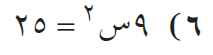 ٦) ٩س٢ = ٢٥